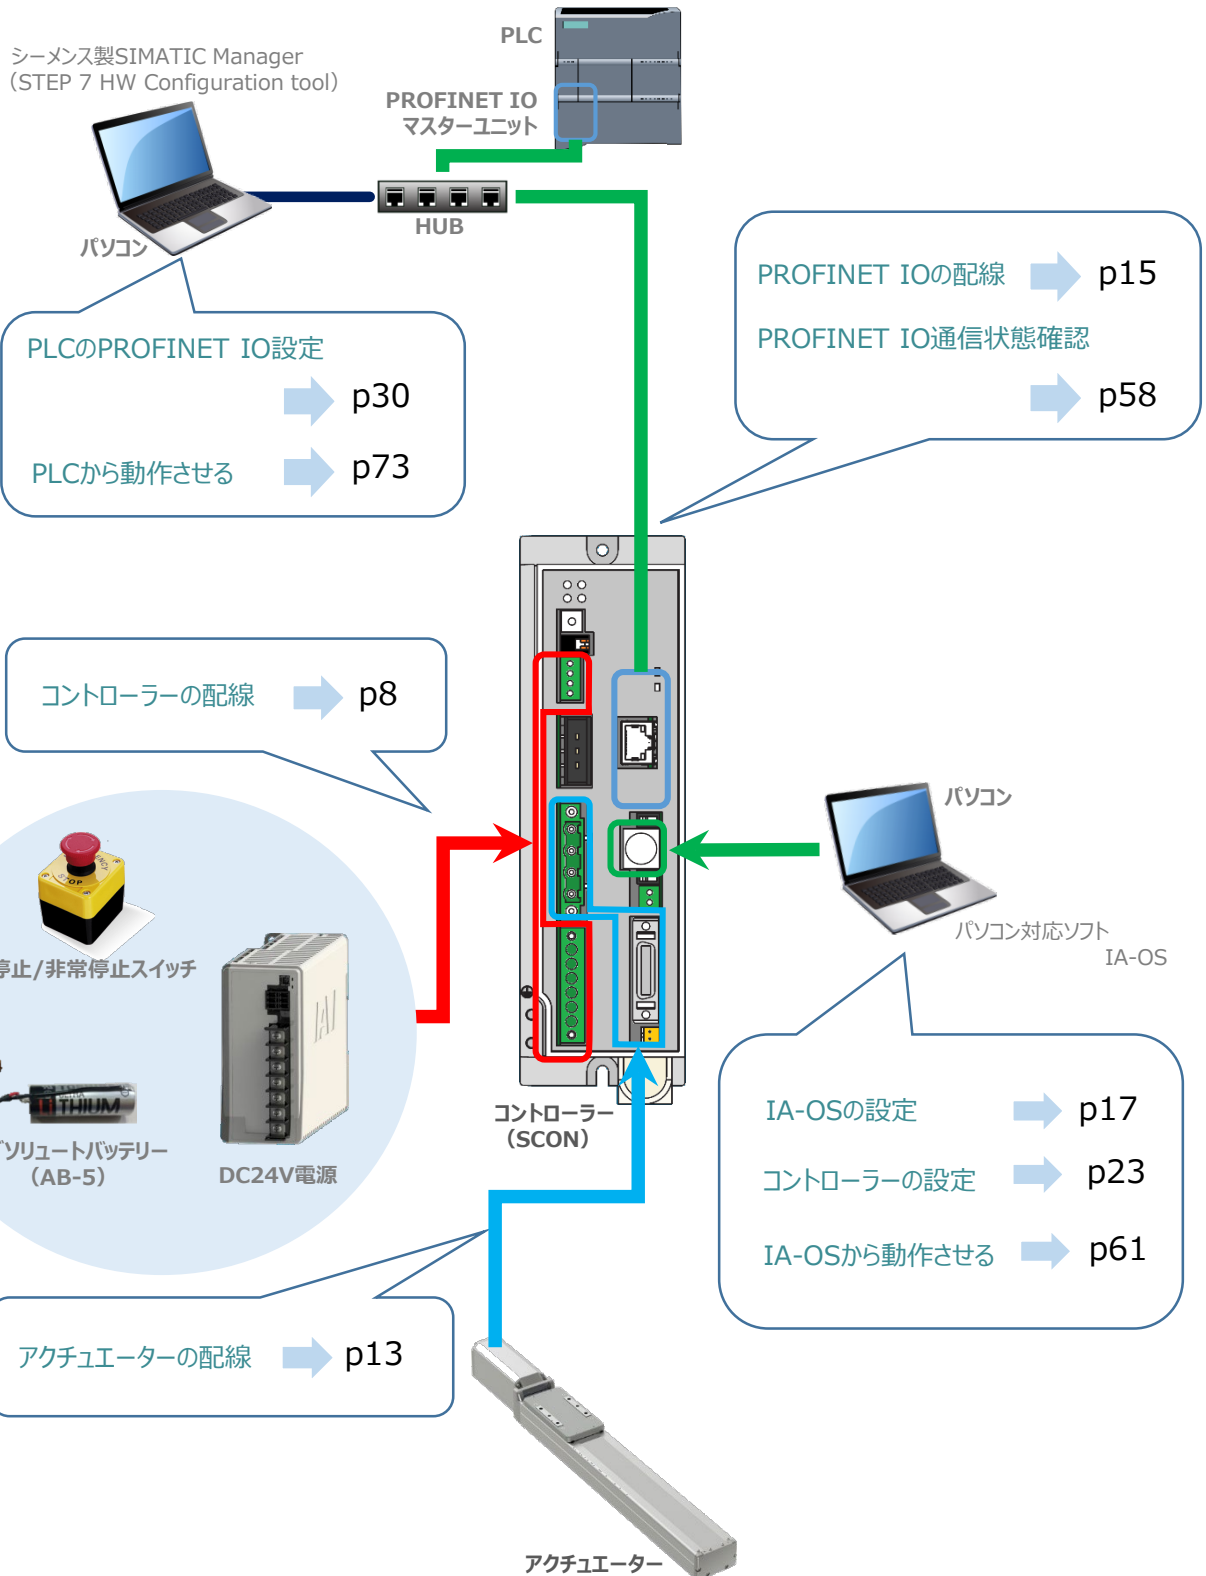 PLC
シーメンス製SIMATIC Manager
（STEP 7 HW Configuration tool）
PROFINET IO
マスターユニット
HUB
パソコン
PROFINET IOの配線 p15
PROFINET IO通信状態確認
p58
PLCのPROFINET IO設定
p30
PLCから動作させる p73
コントローラーの配線 p8
パソコン
パソコン対応ソフト
IA-OS
STOP
停止/非常停止スイッチ
IAI
THIUM
ブソリュートバッテリー
（AB-5）
DC24V電源
コントローラー
（SCON）
IA-OSの設定 p17
コントローラーの設定 p23
IA-OSから動作させる p61
アクチュエーターの配線 p13
アクチュエーター